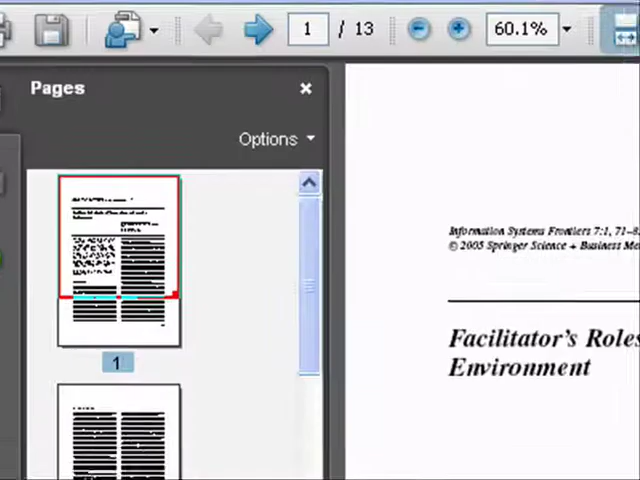 1 / 13 60.1%
Pages
Options
1
Information Systems Frontiers 7:1, 71–8
© 2005 Springer Science + Business Me
Facilitator's Roles
Environment